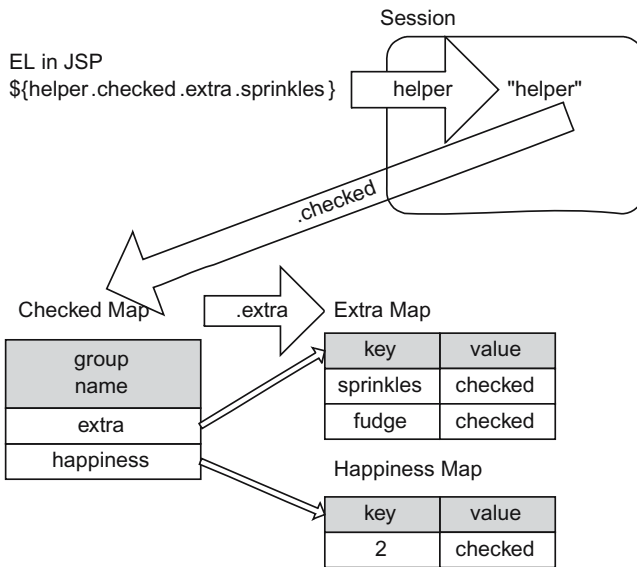 Session
EL in JSP
${helper.checked.extra.sprinkles}
helper
"helper"
.checked
Checked Map
.extra
Extra Map
group
name
extra
happiness
key value
sprinkles checked
fudge checked
Happiness Map
key value
2 checked